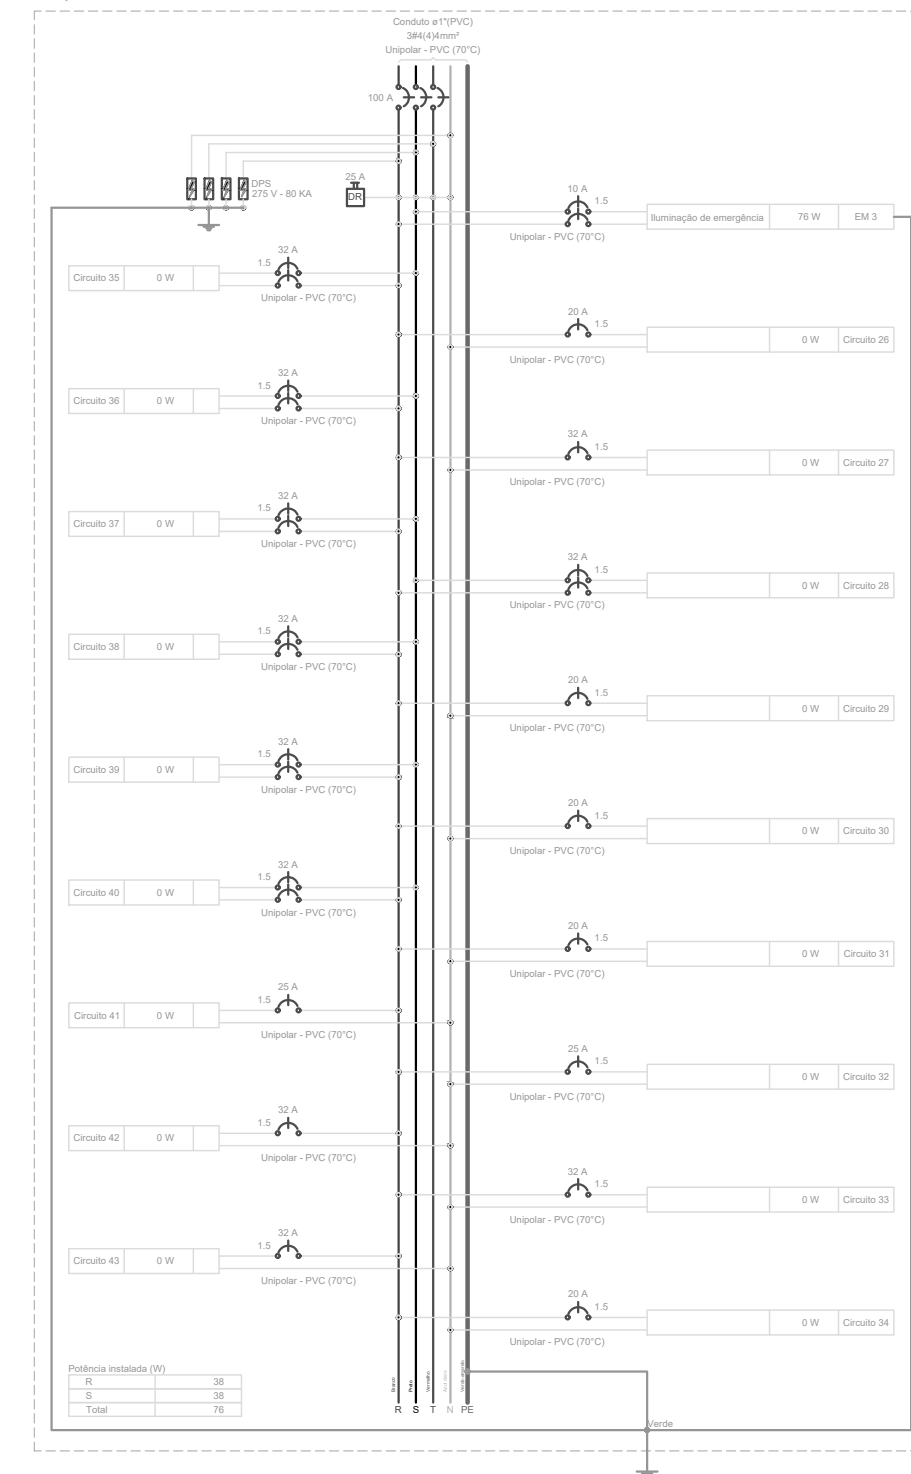 Conduto ø1"(PVC)
3#4(4)4mm²
Unipolar - PVC (70°C)
100 A
DPS
275 V - 80 KA
25 A
DR
10 A
1.5
Unipolar - PVC (70°C)
Iluminação de emergência 76 W EM 3
32 A
1.5
Circuito 35 0 W
Unipolar - PVC (70°C)
20 A
1.5
0 W Circuito 26
Unipolar - PVC (70°C)
32 A
1.5
Circuito 36 0 W
Unipolar - PVC (70°C)
32 A
1.5
0 W Circuito 27
Unipolar - PVC (70°C)
32 A
1.5
Circuito 37 0 W
Unipolar - PVC (70°C)
32 A
1.5
0 W Circuito 28
Unipolar - PVC (70°C)
32 A
1.5
Circuito 38 0 W
Unipolar - PVC (70°C)
20 A
1.5
0 W Circuito 29
Unipolar - PVC (70°C)
32 A
1.5
Circuito 39 0 W
Unipolar - PVC (70°C)
20 A
1.5
0 W Circuito 30
Unipolar - PVC (70°C)
32 A
1.5
Circuito 40 0 W
Unipolar - PVC (70°C)
20 A
1.5
0 W Circuito 31
Unipolar - PVC (70°C)
25 A
1.5
Circuito 41 0 W
Unipolar - PVC (70°C)
25 A
1.5
0 W Circuito 32
Unipolar - PVC (70°C)
32 A
1.5
Circuito 42 0 W
Unipolar - PVC (70°C)
32 A
1.5
0 W Circuito 33
Unipolar - PVC (70°C)
32 A
1.5
Circuito 43 0 W
Unipolar - PVC (70°C)
20 A
1.5
0 W Circuito 34
Unipolar - PVC (70°C)
Potência instalada (W)
R 38
S 38
Total 76
Branco
Preto
Vermelho
R S T N PE
Verde